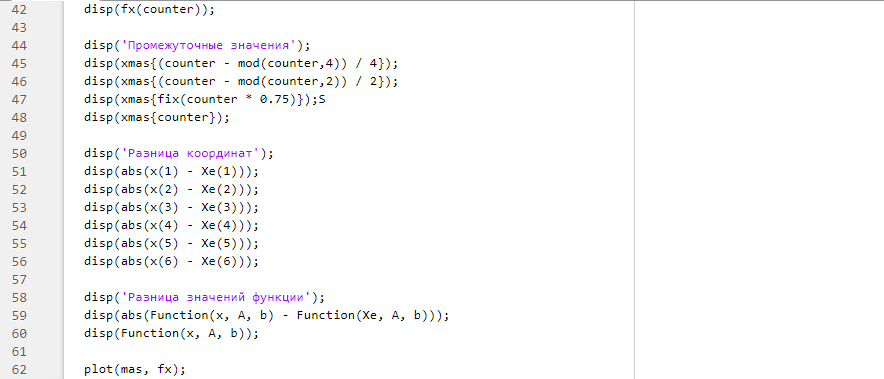 42 disp(fx(counter));
43
44 disp('Промежуточные значения');
45 disp(xmas{(counter - mod(counter,4)) / 4});
46 disp(xmas{(counter - mod(counter,2)) / 2});
47 disp(xmas{fix(counter * 0.75)});S
48 disp(xmas{counter});
49
50 disp('Разница координат');
51 disp(abs(x(1) - Xe(1)));
52 disp(abs(x(2) - Xe(2)));
53 disp(abs(x(3) - Xe(3)));
54 disp(abs(x(4) - Xe(4)));
55 disp(abs(x(5) - Xe(5)));
56 disp(abs(x(6) - Xe(6)));
57
58 disp('Разница значений функции');
59 disp(abs(Function(x, A, b) - Function(Xe, A, b)));
60 disp(Function(x, A, b));
61
62 plot(mas, fx);